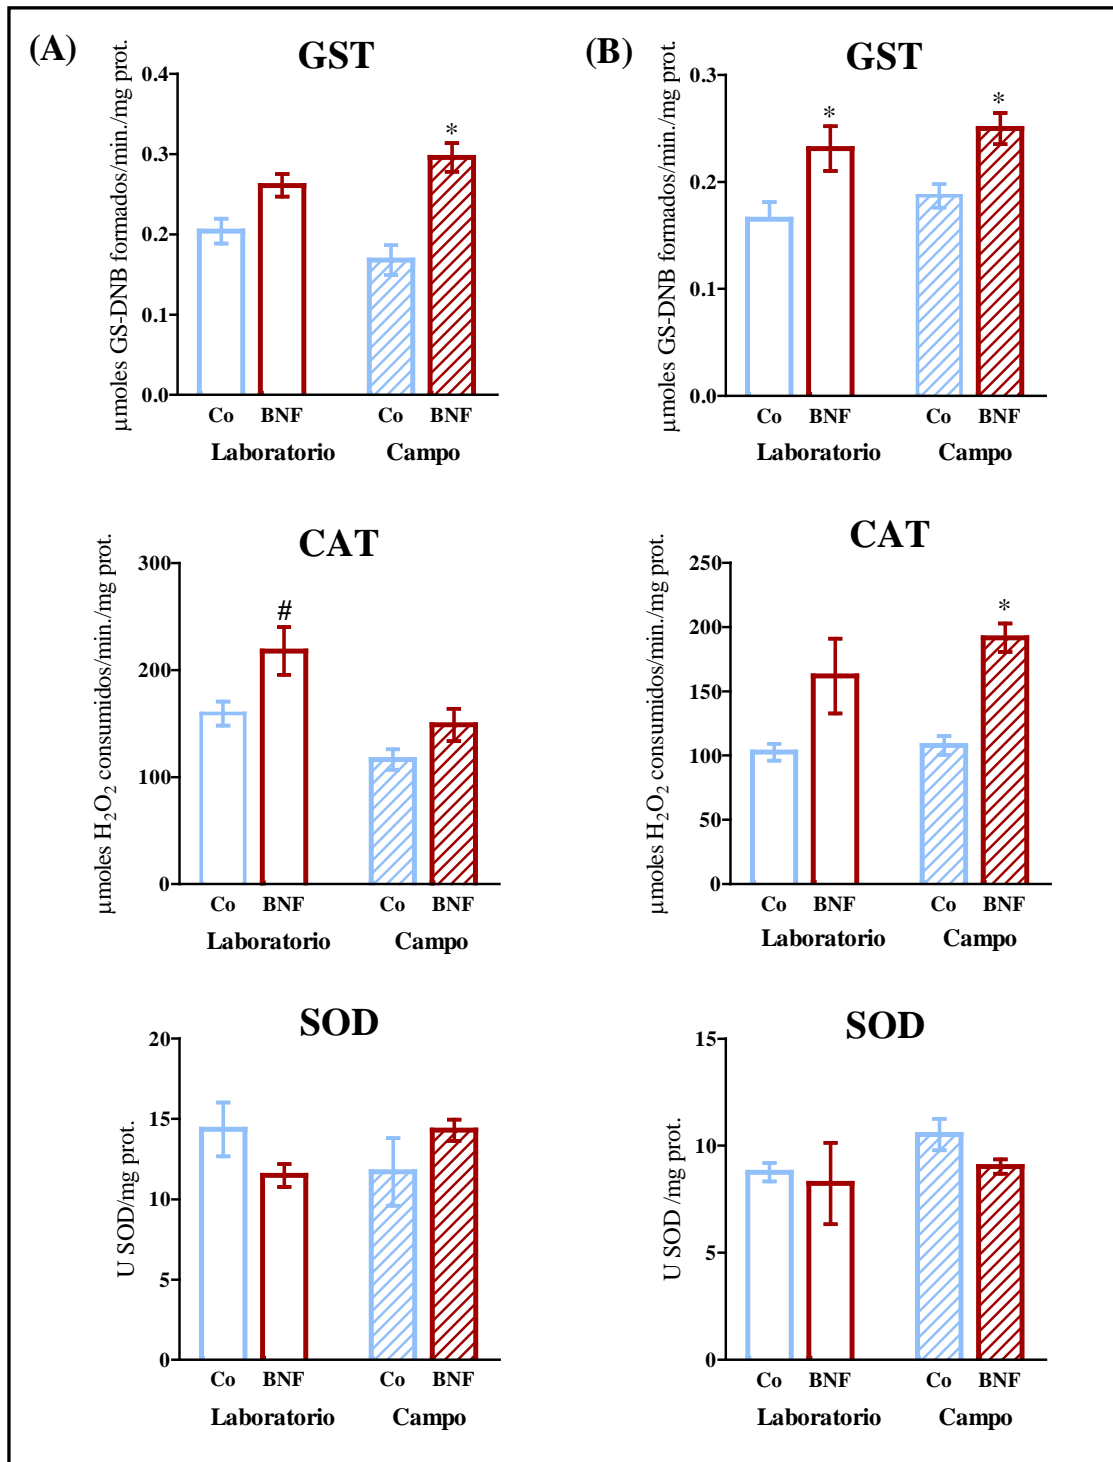 (A)
GST
µmoles GS-DNB formados/min./mg prot.
0.4
0.3
0.2
0.1
0.0
*
Co BNF Co BNF
Laboratorio Campo
(B)
GST
µmoles GS-DNB formados/min./mg prot.
0.3
0.2
0.1
0.0
* *
Co BNF Co BNF
Laboratorio Campo
CAT
µmoles H₂O₂ consumidos/min./mg prot.
300
200
100
0
#
Co BNF Co BNF
Laboratorio Campo
CAT
µmoles H₂O₂ consumidos/min./mg prot.
250
200
150
100
50
0
*
Co BNF Co BNF
Laboratorio Campo
SOD
U SOD/mg prot.
20
15
10
5
0
Co BNF Co BNF
Laboratorio Campo
SOD
U SOD /mg prot.
15
10
5
0
Co BNF Co BNF
Laboratorio Campo